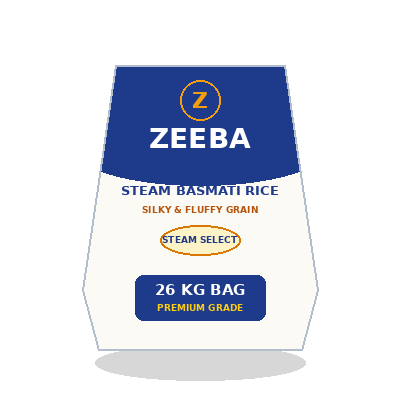 Z
ZEEBA
STEAM BASMATI RICE
SILKY & FLUFFY GRAIN
STEAM SELECT
26 KG BAG
PREMIUM GRADE